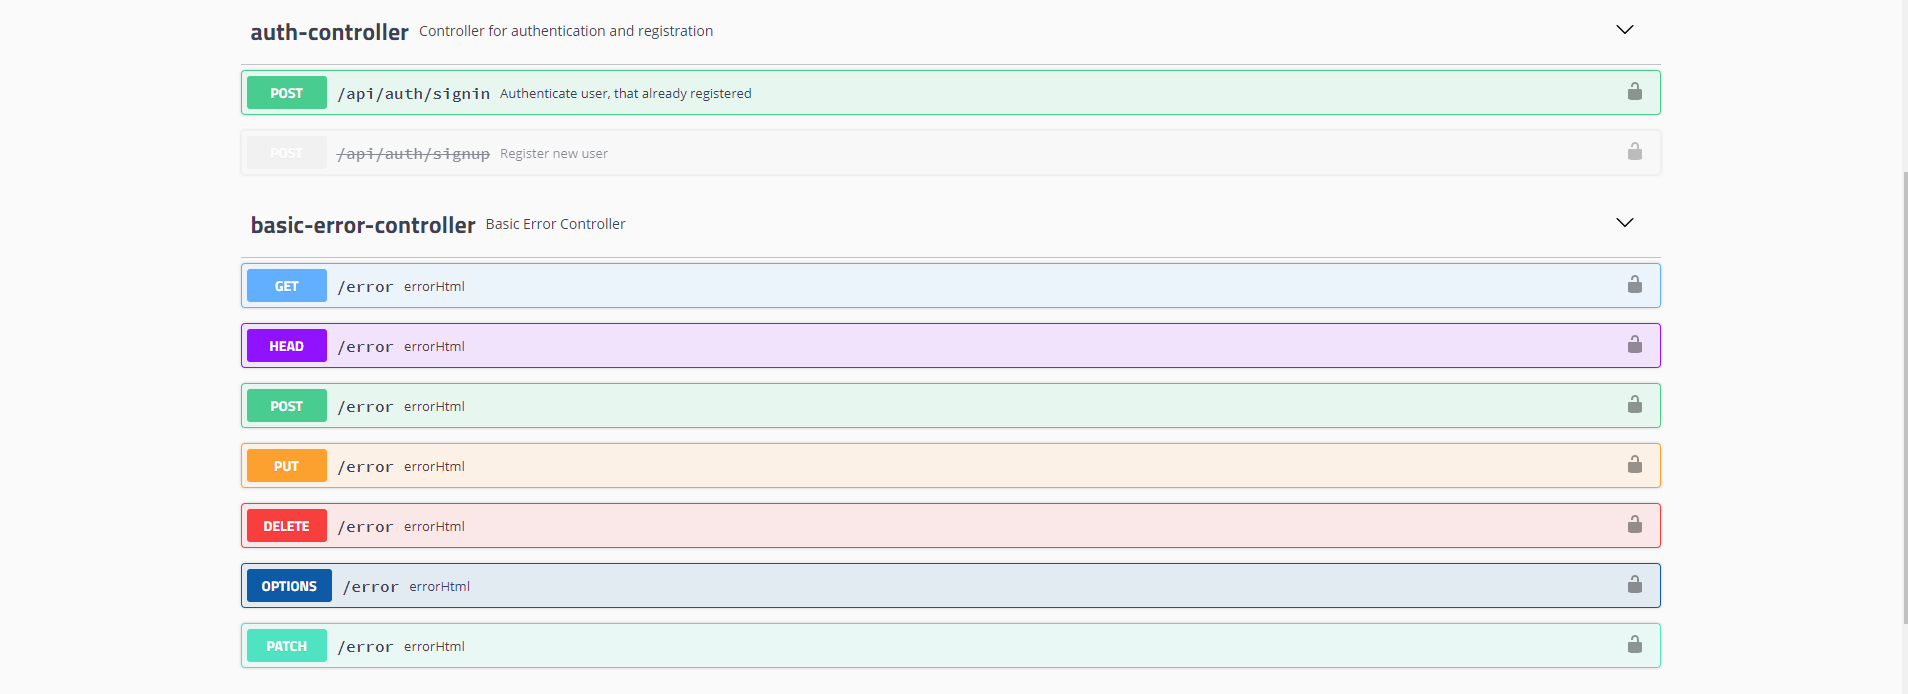 auth-controller Controller for authentication and registration
POST /api/auth/signin Authenticate user, that already registered
POST /api/auth/signup Register new user
basic-error-controller Basic Error Controller
GET /error errorHtml
HEAD /error errorHtml
POST /error errorHtml
PUT /error errorHtml
DELETE /error errorHtml
OPTIONS /error errorHtml
PATCH /error errorHtml